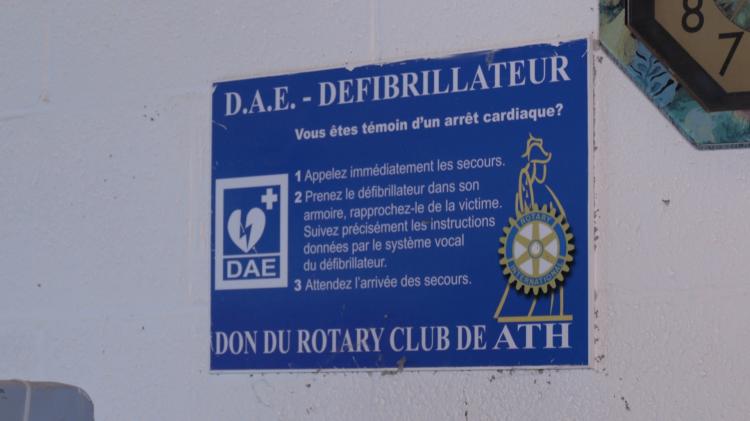 D.A.E. - DEFIBRILLATEUR
Vous êtes témoin d'un arrêt cardiaque?
1 Appelez immédiatement les secours.
2 Prenez le défibrillateur dans son
armoire, rapprochez-le de la victime.
Suivez précisément les instructions
données par le système vocal
du défibrillateur.
3 Attendez l'arrivée des secours.
DAE
ROTARY
INTERNATIONAL
DON DU ROTARY CLUB DE ATH
8
7